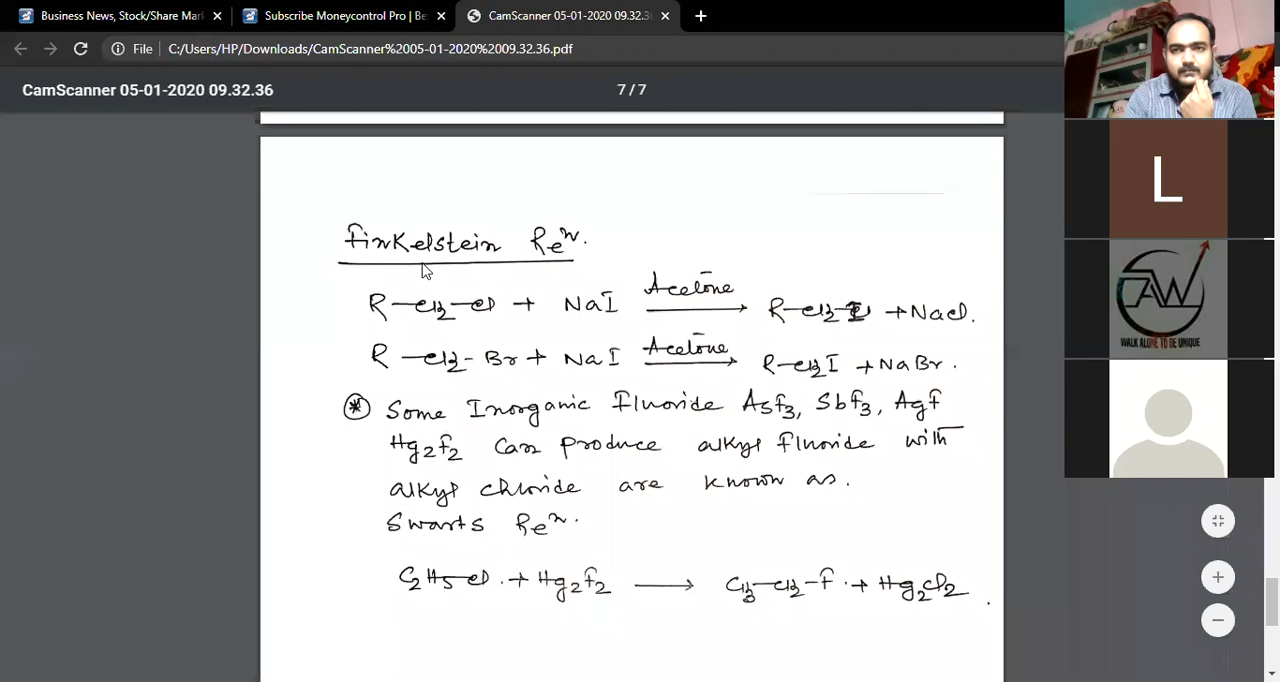 Business News, Stock/Share Mark
Subscribe Moneycontrol Pro | Be
CamScanner 05-01-2020 09.32.3
File
C:/Users/HP/Downloads/CamScanner%2005-01-2020%2009.32.36.pdf
CamScanner 05-01-2020 09.32.36
7 / 7
L
AW
WALK ALONE TO BE UNIQUE
Finkelstein Reⁿ.
R-CH2-Cl + NaI Acetone → R-CH2-I + NaCl.
R-CH2-Br + NaI Acetone → R-CH2I + NaBr.
* Some Inorganic Fluoride AsF3, SbF3, AgF
Hg2F2 Can produce alkyl fluoride with
alkyl chloride are known as.
Swarts Reⁿ.
C2H5-Cl + Hg2F2 → CH3-CH2-F + Hg2Cl2.